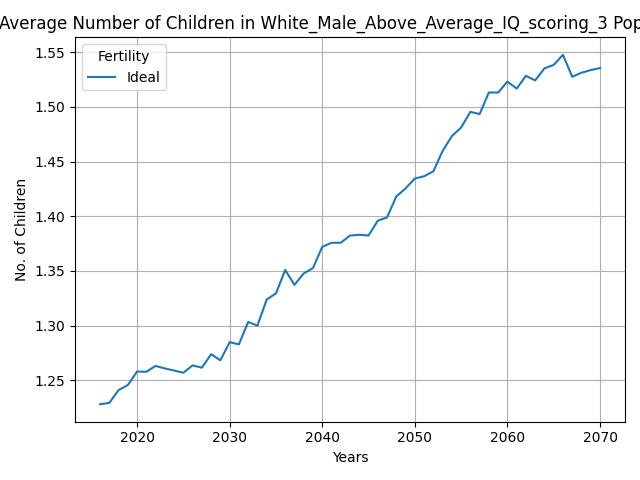 Average Number of Children in White_Male_Above_Average_IQ_scoring_3 Pop
Fertility
Ideal
1.55
1.50
1.45
1.40
1.35
1.30
1.25
No. of Children
2020 2030 2040 2050 2060 2070
Years